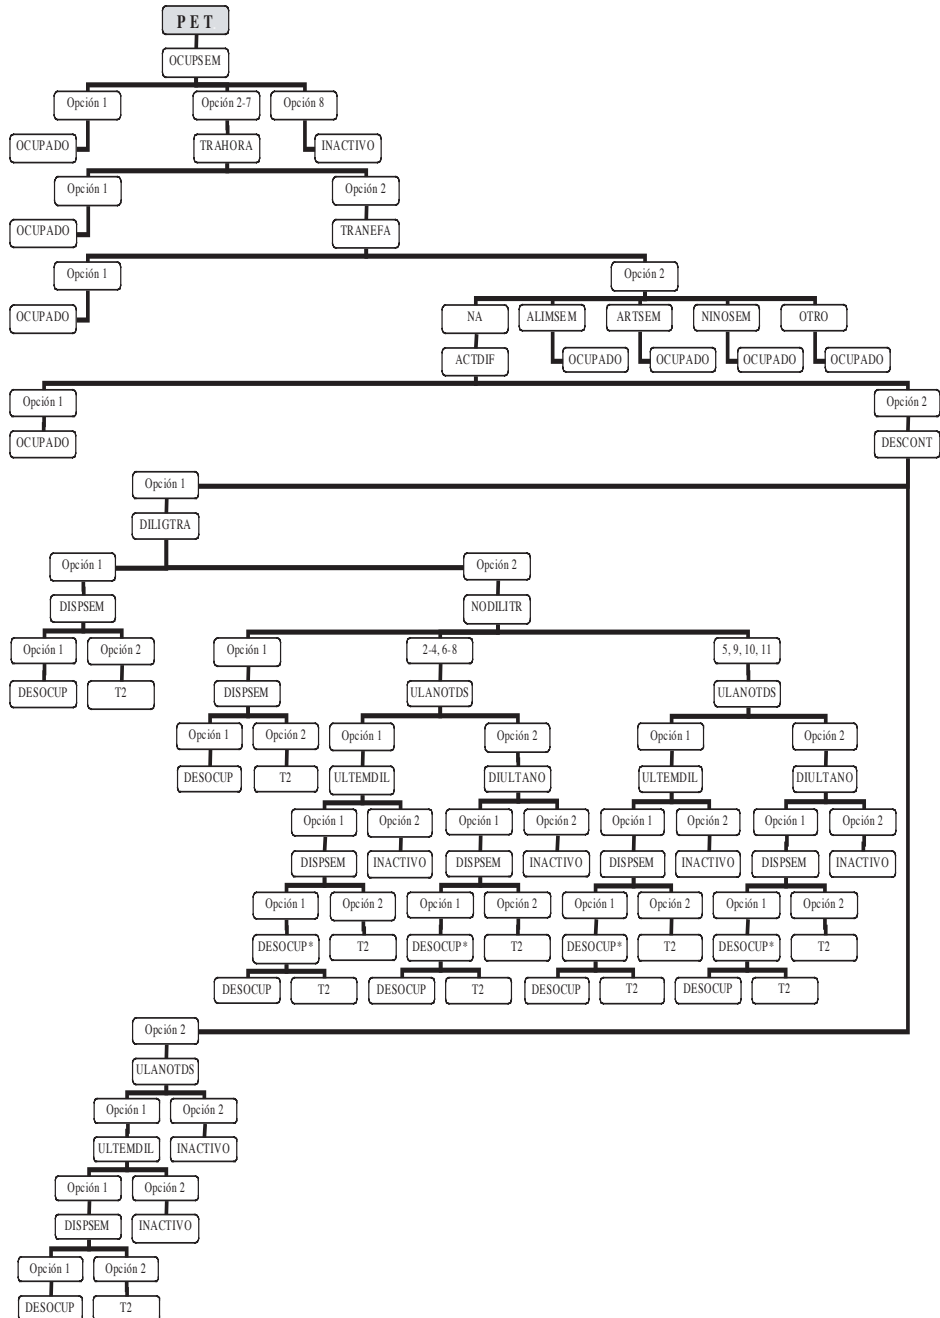 P E T
OCUPSEM
Opción 1 Opción 2-7 Opción 8
OCUPADO TRAHORA INACTIVO
Opción 1 Opción 2
OCUPADO TRANEFA
Opción 1 Opción 2
OCUPADO NA ALIMSEM ARTSEM NINOSEM OTRO
ACTDIF OCUPADO OCUPADO OCUPADO OCUPADO
Opción 1 Opción 2
OCUPADO DESCONT
Opción 1
DILIGTRA
Opción 1 Opción 2
DISPSEM NODILITR
Opción 1 Opción 2 Opción 1 2-4, 6-8 5, 9, 10, 11
DESOCUP T2 DISPSEM ULANOTDS ULANOTDS
Opción 1 Opción 2 Opción 1 Opción 2 Opción 1 Opción 2
DESOCUP T2 ULTEMDIL DIULTANO ULTEMDIL DIULTANO
Opción 1 Opción 2 Opción 1 Opción 2 Opción 1 Opción 2 Opción 1 Opción 2
DISPSEM INACTIVO DISPSEM INACTIVO DISPSEM INACTIVO DISPSEM INACTIVO
Opción 1 Opción 2 Opción 1 Opción 2 Opción 1 Opción 2 Opción 1 Opción 2
DESOCUP* T2 DESOCUP* T2 DESOCUP* T2 DESOCUP* T2
DESOCUP T2 DESOCUP T2 DESOCUP T2 DESOCUP T2
Opción 2
ULANOTDS
Opción 1 Opción 2
ULTEMDIL INACTIVO
Opción 1 Opción 2
DISPSEM INACTIVO
Opción 1 Opción 2
DESOCUP T2